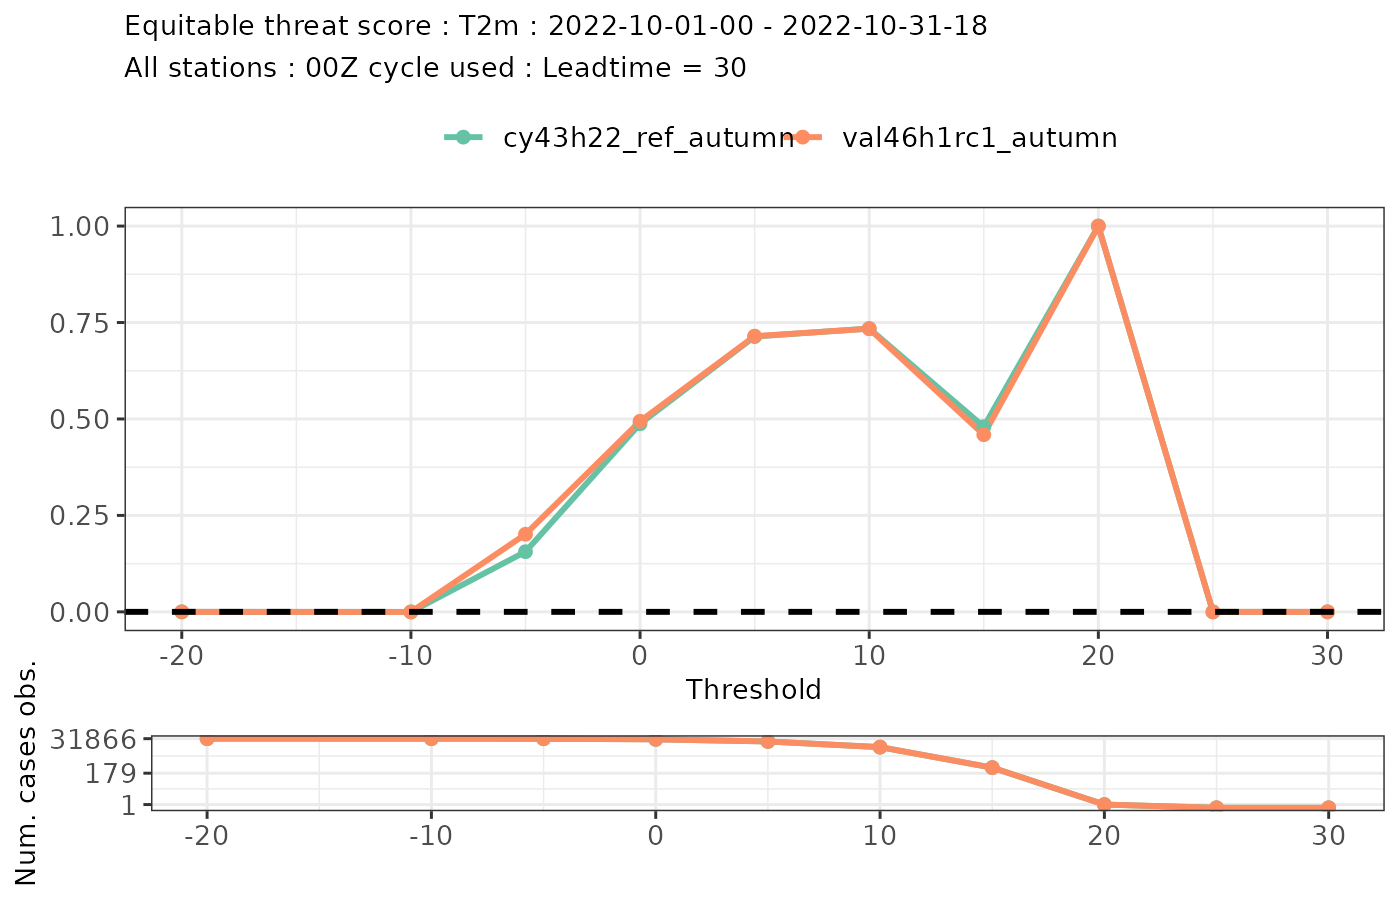 Equitable threat score : T2m : 2022-10-01-00 - 2022-10-31-18
All stations : 00Z cycle used : Leadtime = 30
cy43h22_ref_autumn val46h1rc1_autumn
1.00
0.75
0.50
0.25
0.00
-20 -10 0 10 20 30
Threshold
Num. cases obs.
31866
179
1
-20 -10 0 10 20 30